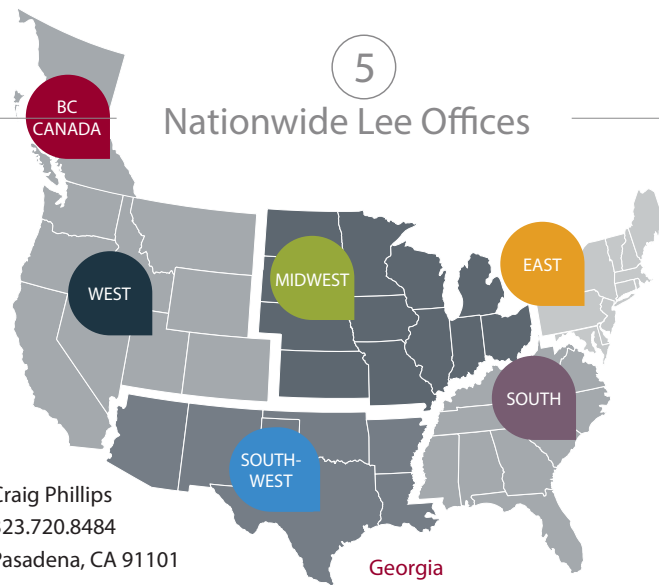 5
Nationwide Lee Offices
BC
CANADA
WEST
MIDWEST
EAST
SOUTH
SOUTH-
WEST
Craig Phillips
323.720.8484
Pasadena, CA 91101
Georgia